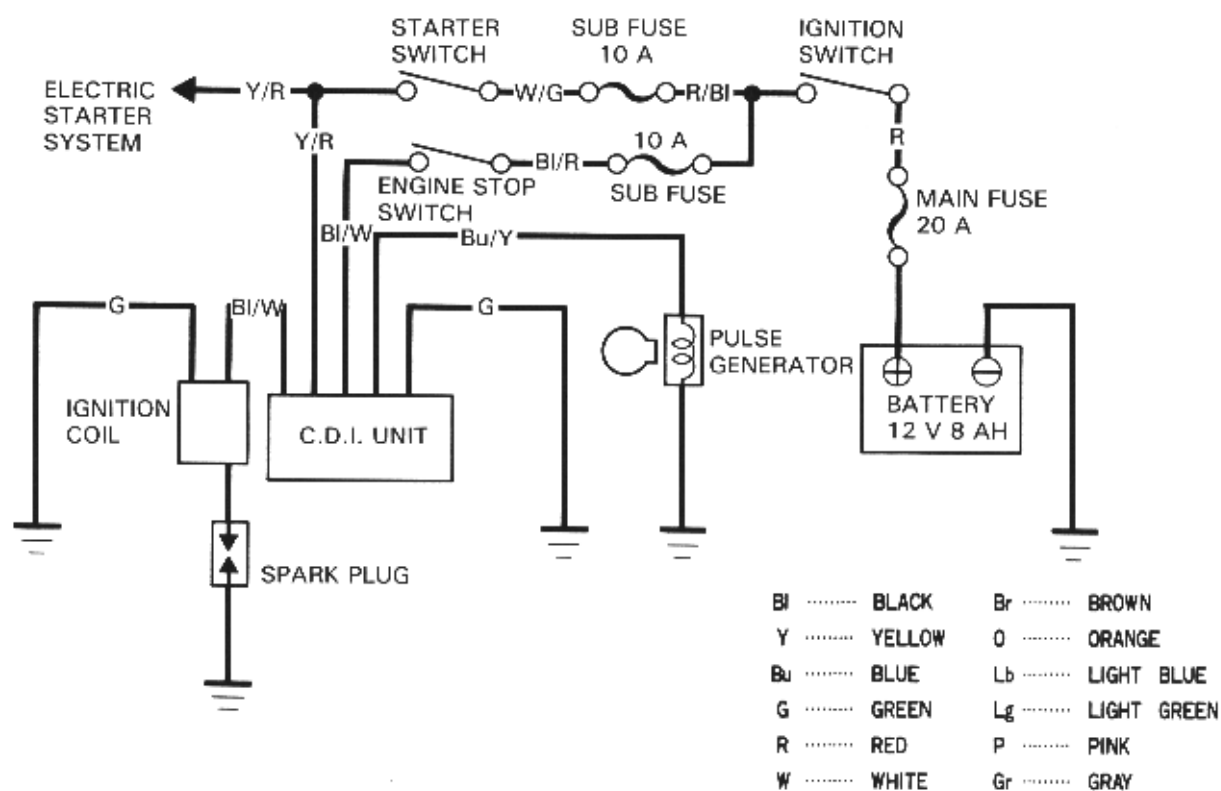 STARTER
SWITCH
SUB FUSE
10 A
IGNITION
SWITCH
ELECTRIC
STARTER
SYSTEM
Y/R
W/G
R/Bl
Y/R
R
10 A
Bl/R
SUB FUSE
ENGINE STOP
SWITCH
MAIN FUSE
20 A
Bl/W
Bu/Y
G
Bl/W
G
PULSE
GENERATOR
BATTERY
12 V 8 AH
IGNITION
COIL
C.D.I. UNIT
SPARK PLUG
Bl ········· BLACK
Y ········· YELLOW
Bu ········· BLUE
G ········· GREEN
R ········· RED
W ········· WHITE
Br ········· BROWN
O ········· ORANGE
Lb ········· LIGHT BLUE
Lg ········· LIGHT GREEN
P ········· PINK
Gr ········· GRAY